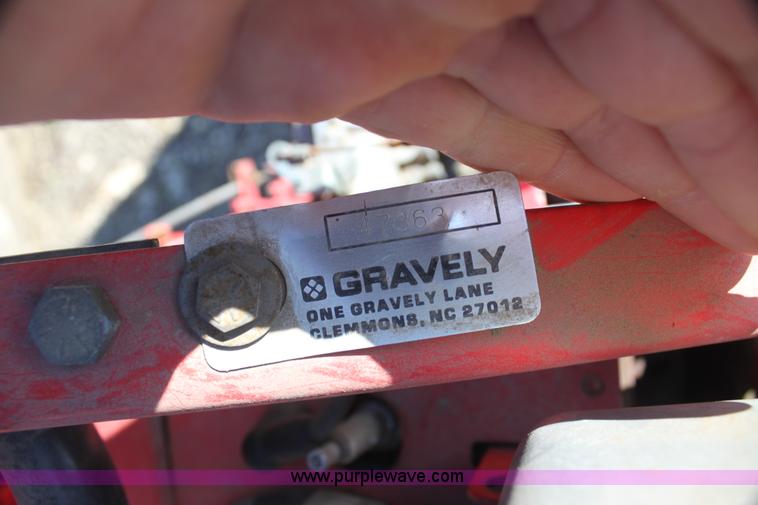 GRAVELY
ONE GRAVELY LANE
CLEMMONS, NC 27012
www.purplewave.com